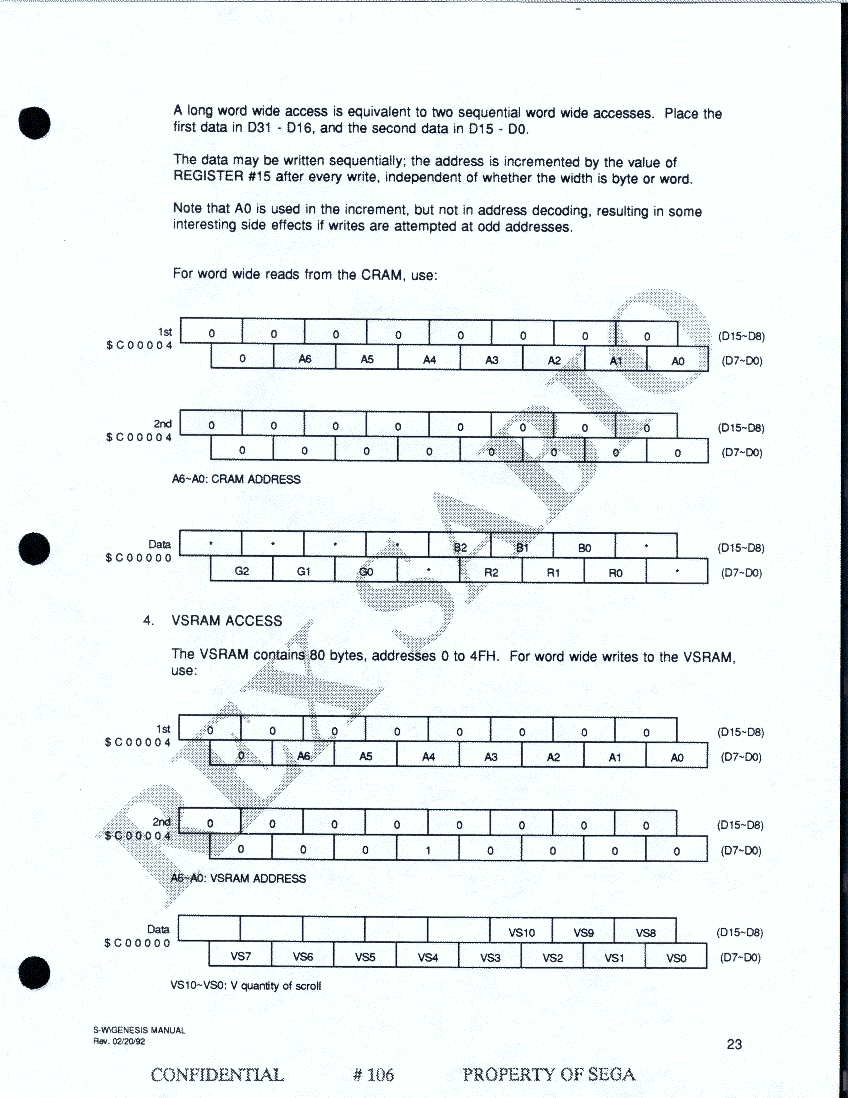 A long word wide access is equivalent to two sequential word wide accesses. Place the
first data in D31 - D16, and the second data in D15 - D0.
The data may be written sequentially; the address is incremented by the value of
REGISTER #15 after every write, independent of whether the width is byte or word.
Note that A0 is used in the increment, but not in address decoding, resulting in some
interesting side effects if writes are attempted at odd addresses.
For word wide reads from the CRAM, use:
1st 0 0 0 0 0 0 0 0 (D15~D8)
$C00004
0 A6 A5 A4 A3 A2 A1 A0 (D7~D0)
2nd 0 0 0 0 0 0 0 0 (D15~D8)
$C00004
0 0 0 0 0 0 0 0 (D7~D0)
A6~A0: CRAM ADDRESS
Data * * * * B2 B1 B0 * (D15~D8)
$C00000
G2 G1 G0 * R2 R1 R0 * (D7~D0)
4. VSRAM ACCESS
The VSRAM contains 80 bytes, addresses 0 to 4FH. For word wide writes to the VSRAM,
use:
1st 0 0 0 0 0 0 0 0 (D15~D8)
$C00004
0 A6 A5 A4 A3 A2 A1 A0 (D7~D0)
2nd 0 0 0 0 0 0 0 0 (D15~D8)
$C00004
0 0 0 1 0 0 0 0 (D7~D0)
A6~A0: VSRAM ADDRESS
Data VS10 VS9 VS8 (D15~D8)
$C00000
VS7 VS6 VS5 VS4 VS3 VS2 VS1 VS0 (D7~D0)
VS10~VS0: V quantity of scroll
REX SABIO
S-W\GENESIS MANUAL
Rev. 02/20/92
23
CONFIDENTIAL # 106 PROPERTY OF SEGA